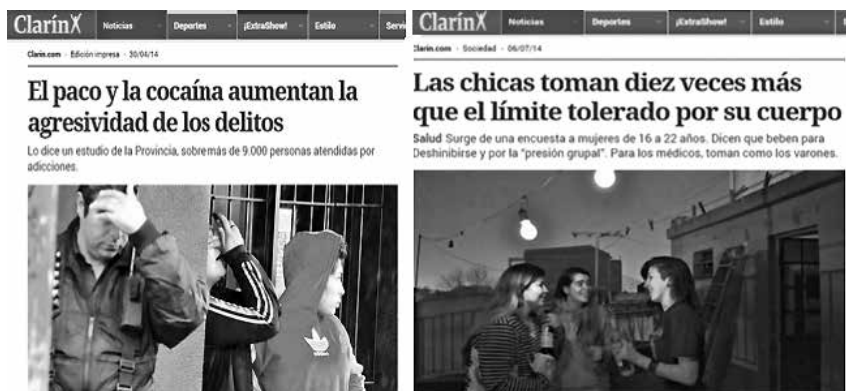 Clarín
Noticias
Deportes
¡ExtraShow!
Estilo
Servi
Clarin.com - Edición impresa - 30/04/14
El paco y la cocaína aumentan la
agresividad de los delitos
Lo dice un estudio de la Provincia, sobremás de 9.000 personas atendidas por
adicciones.
Clarín
Noticias
Deportes
¡ExtraShow!
Estilo
Clarin.com - Sociedad - 06/07/14
Las chicas toman diez veces más
que el límite tolerado por su cuerpo
Salud Surge de una encuesta a mujeres de 16 a 22 años. Dicen que beben para
Deshinibirse y por la "presión grupal". Para los médicos, toman como los varones.